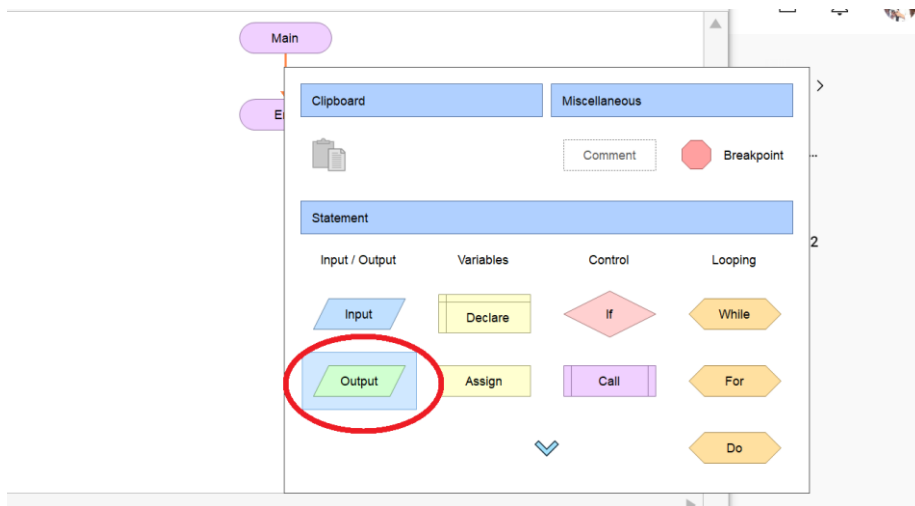 Main
E
Clipboard
Miscellaneous
Comment
Breakpoint
...
Statement
2
Input / Output
Variables
Control
Looping
Input
Declare
If
While
Output
Assign
Call
For
Do